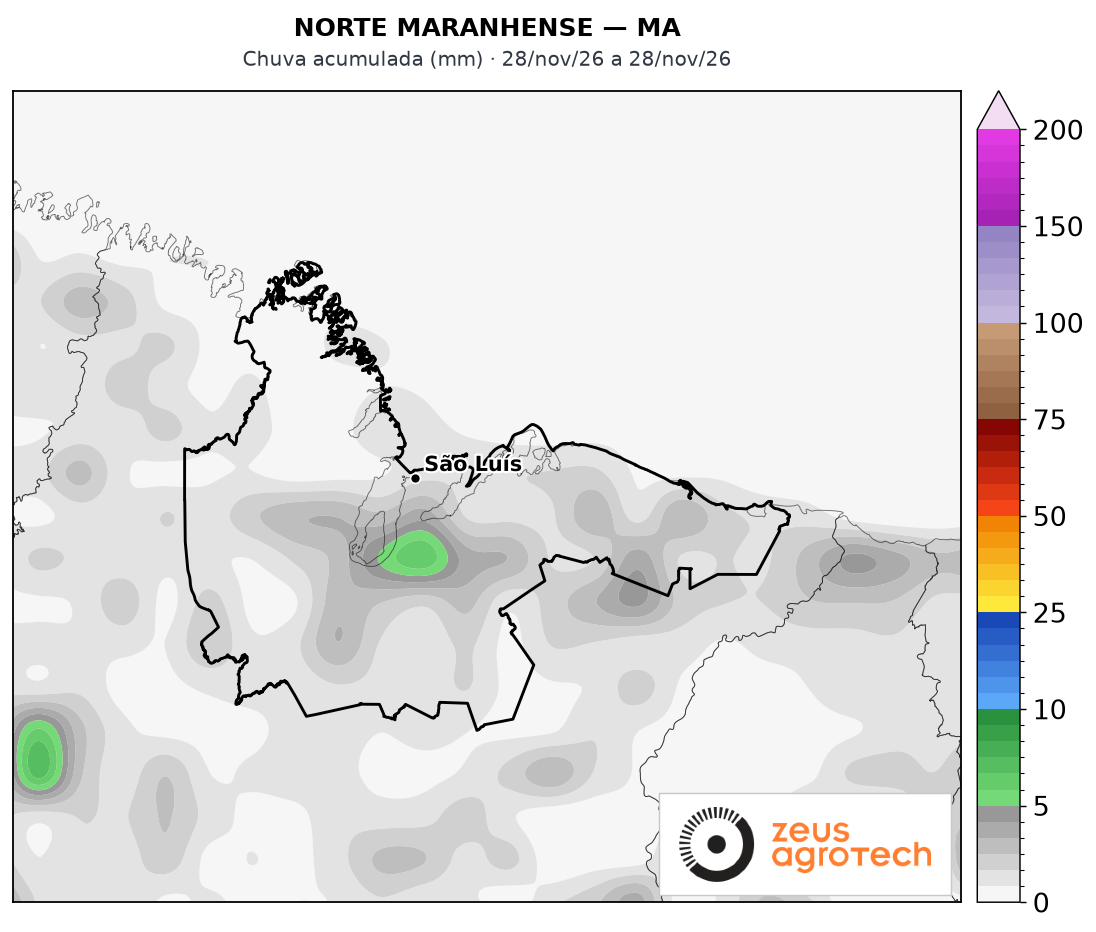 NORTE MARANHENSE — MA
Chuva acumulada (mm) · 28/nov/26 a 28/nov/26
200
150
100
75
50
25
10
5
0
São Luís
zeus
agrotech